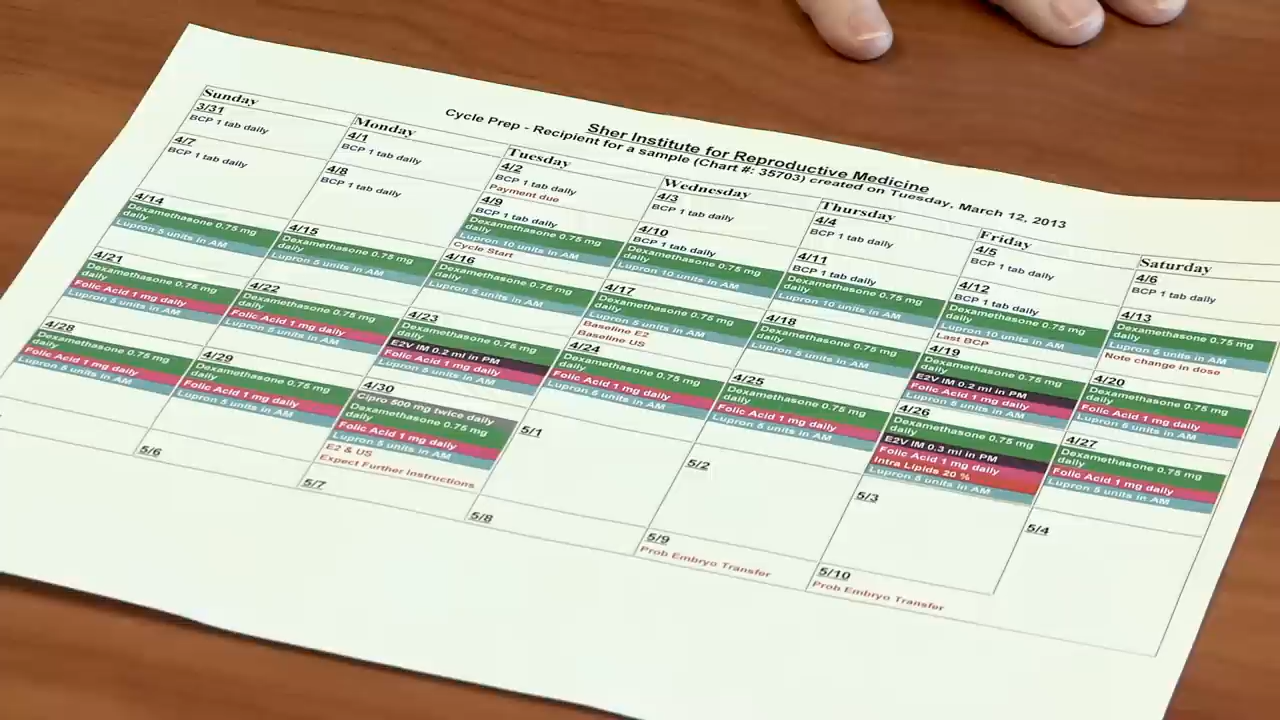 Sher Institute for Reproductive Medicine
Cycle Prep - Recipient for a sample (Chart #: 35703) created on Tuesday, March 12, 2013
Sunday
Monday
Tuesday
Wednesday
Thursday
Friday
Saturday
3/31
BCP 1 tab daily
4/1
BCP 1 tab daily
4/2
BCP 1 tab daily
Payment due
4/3
BCP 1 tab daily
4/4
BCP 1 tab daily
4/5
BCP 1 tab daily
4/6
BCP 1 tab daily
4/7
BCP 1 tab daily
4/8
BCP 1 tab daily
4/9
BCP 1 tab daily
Dexamethasone 0.75 mg
daily
Lupron 10 units in AM
Cycle Start
4/10
BCP 1 tab daily
Dexamethasone 0.75 mg
daily
Lupron 10 units in AM
4/11
BCP 1 tab daily
Dexamethasone 0.75 mg
daily
Lupron 10 units in AM
4/12
BCP 1 tab daily
Dexamethasone 0.75 mg
daily
Lupron 10 units in AM
Last BCP
4/13
Dexamethasone 0.75 mg
daily
Lupron 5 units in AM
Note change in dose
4/14
Dexamethasone 0.75 mg
daily
Lupron 5 units in AM
4/15
Dexamethasone 0.75 mg
daily
Lupron 5 units in AM
4/16
Dexamethasone 0.75 mg
daily
Lupron 5 units in AM
4/17
Dexamethasone 0.75 mg
daily
Lupron 5 units in AM
Baseline E2
Baseline US
4/18
Dexamethasone 0.75 mg
daily
Lupron 5 units in AM
4/19
Dexamethasone 0.75 mg
daily
E2V IM 0.2 ml in PM
Folic Acid 1 mg daily
Lupron 5 units in AM
4/20
Dexamethasone 0.75 mg
daily
Folic Acid 1 mg daily
Lupron 5 units in AM
4/21
Dexamethasone 0.75 mg
daily
Folic Acid 1 mg daily
Lupron 5 units in AM
4/22
Dexamethasone 0.75 mg
daily
Folic Acid 1 mg daily
Lupron 5 units in AM
4/23
Dexamethasone 0.75 mg
daily
E2V IM 0.2 ml in PM
Folic Acid 1 mg daily
Lupron 5 units in AM
4/24
Dexamethasone 0.75 mg
daily
Folic Acid 1 mg daily
Lupron 5 units in AM
4/25
Dexamethasone 0.75 mg
daily
Folic Acid 1 mg daily
Lupron 5 units in AM
4/26
Dexamethasone 0.75 mg
daily
E2V IM 0.3 ml in PM
Folic Acid 1 mg daily
Intra Lipids 20 %
Lupron 5 units in AM
4/27
Dexamethasone 0.75 mg
daily
Folic Acid 1 mg daily
Lupron 5 units in AM
4/28
Dexamethasone 0.75 mg
daily
Folic Acid 1 mg daily
Lupron 5 units in AM
4/29
Dexamethasone 0.75 mg
daily
Folic Acid 1 mg daily
Lupron 5 units in AM
4/30
Cipro 500 mg twice daily
Dexamethasone 0.75 mg
daily
Folic Acid 1 mg daily
Lupron 5 units in AM
E2 & US
Expect Further Instructions
5/1
5/2
5/3
5/4
5/6
5/7
5/8
5/9
Prob Embryo Transfer
5/10
Prob Embryo Transfer